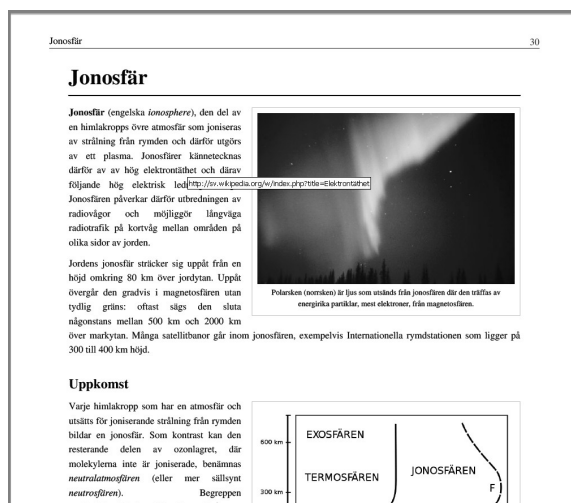 Jonosfär 30
Jonosfär
Jonosfär (engelska ionosphere), den del av
en himlakropps övre atmosfär som joniseras
av strålning från rymden och därför utgörs
av ett plasma. Jonosfärer kännetecknas
därför av av hög elektrontäthet och därav
följande hög elektrisk
http://sv.wikipedia.org/w/index.php?title=Elektrontäthet
Jonosfären påverkar därför utbredningen av
radiovågor och möjliggör långväga
radiotrafik på kortvåg mellan områden på
olika sidor av jorden.
Polarsken (norrsken) är ljus som utsänds från jonosfären där den träffas av
energirika partiklar, mest elektroner, från magnetosfären.
Jordens jonosfär sträcker sig uppåt från en
höjd omkring 80 km över jordytan. Uppåt
övergår den gradvis i magnetosfären utan
tydlig gräns: oftast sägs den sluta
någonstans mellan 500 km och 2000 km
över markytan. Många satellitbanor går inom jonosfären, exempelvis Internationella rymdstationen som ligger på
300 till 400 km höjd.
Uppkomst
Varje himlakropp som har en atmosfär och
utsätts för joniserande strålning från rymden
bildar en jonosfär. Som kontrast kan den
resterande delen av ozonlagret, där
molekylerna inte är joniserade, benämnas
neutralatmosfären (eller mer sällsynt
neutrosfären). Begreppen
600 km
EXOSFÄREN
TERMOSFÄREN
JONOSFÄREN
F
300 km